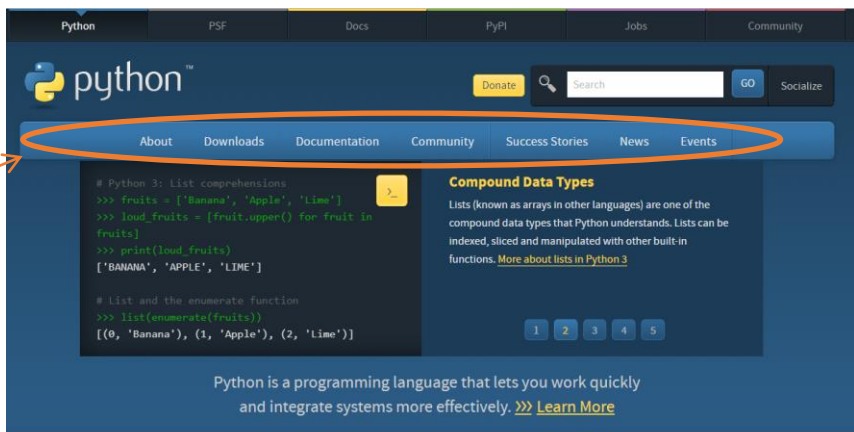 Python PSF Docs PyPI Jobs Community
python™
Donate Search GO Socialize
About Downloads Documentation Community Success Stories News Events
# Python 3: List comprehensions
>>> fruits = ['Banana', 'Apple', 'Lime']
>>> loud_fruits = [fruit.upper() for fruit in
fruits]
>>> print(loud_fruits)
['BANANA', 'APPLE', 'LIME']
# List and the enumerate function
>>> list(enumerate(fruits))
[(0, 'Banana'), (1, 'Apple'), (2, 'Lime')]
>_
Compound Data Types
Lists (known as arrays in other languages) are one of the
compound data types that Python understands. Lists can be
indexed, sliced and manipulated with other built-in
functions. More about lists in Python 3
1 2 3 4 5
Python is a programming language that lets you work quickly
and integrate systems more effectively. >>> Learn More